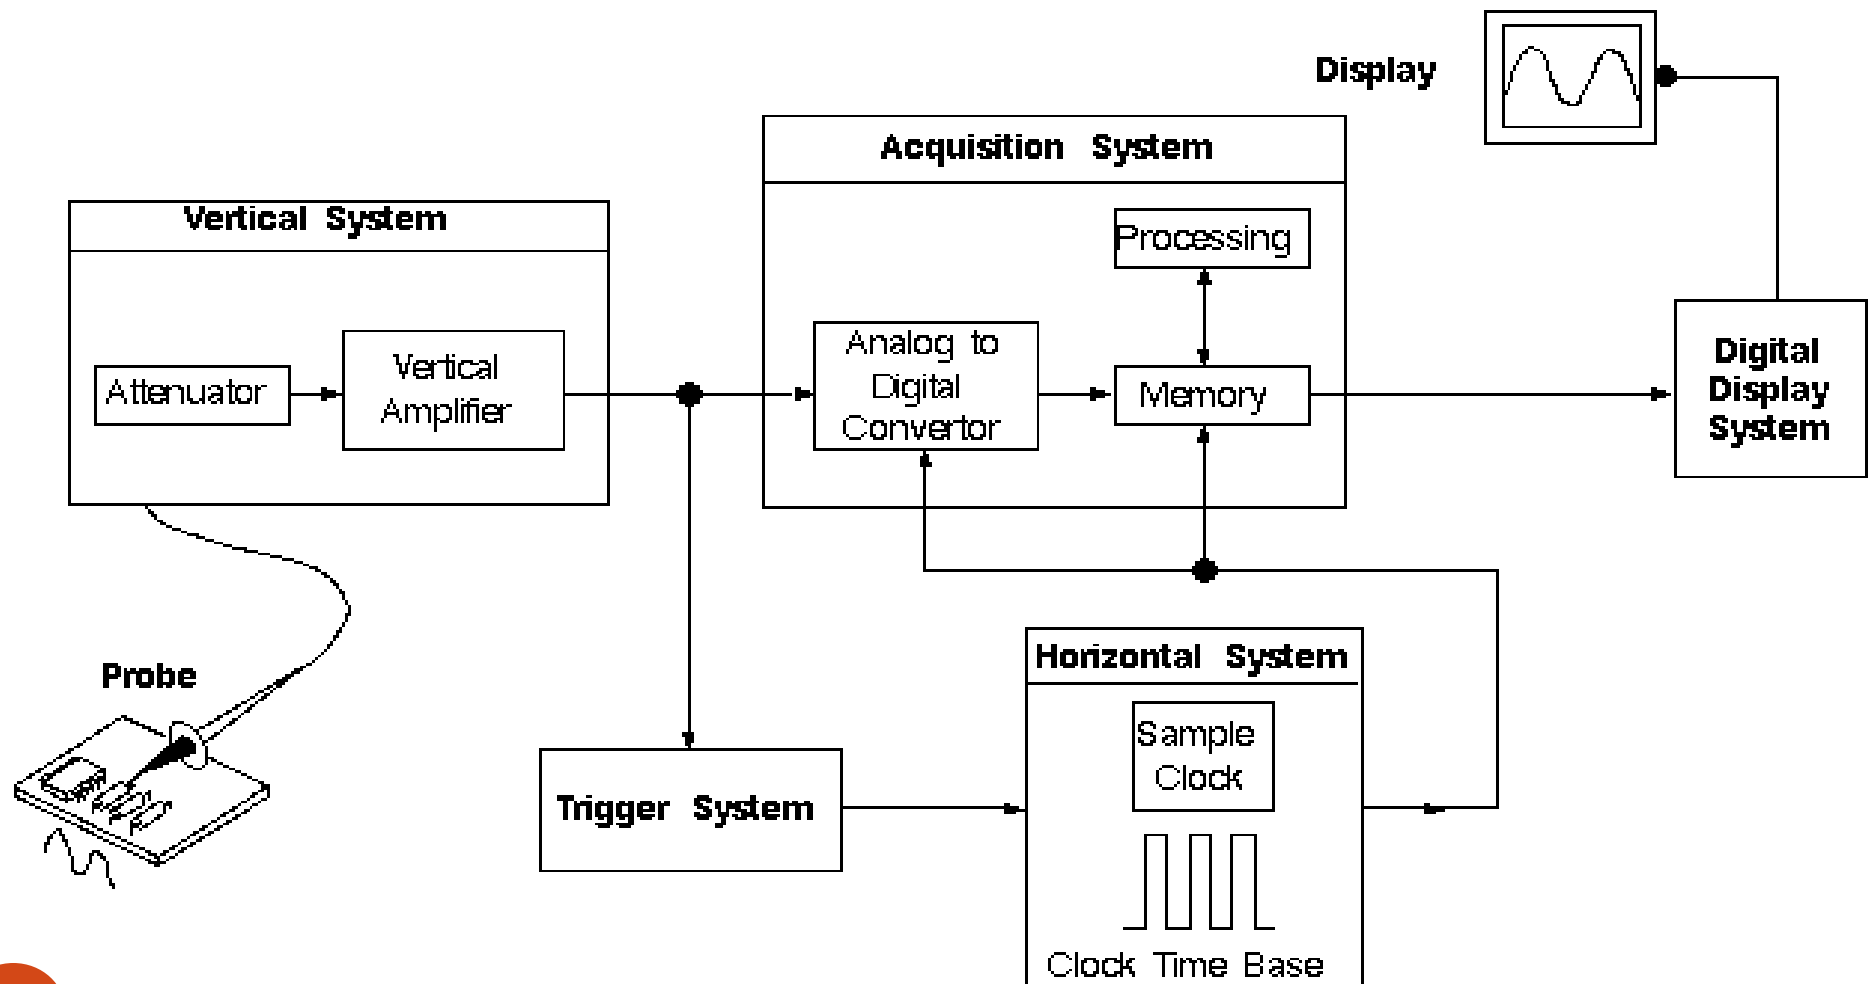 Display
Acquisition System
Vertical System
Processing
Analog to
Digital
Convertor
Vertical
Amplifier
Attenuator
Memory
Digital
Display
System
Probe
Horizontal System
Sample
Clock
Trigger System
Clock Time Base